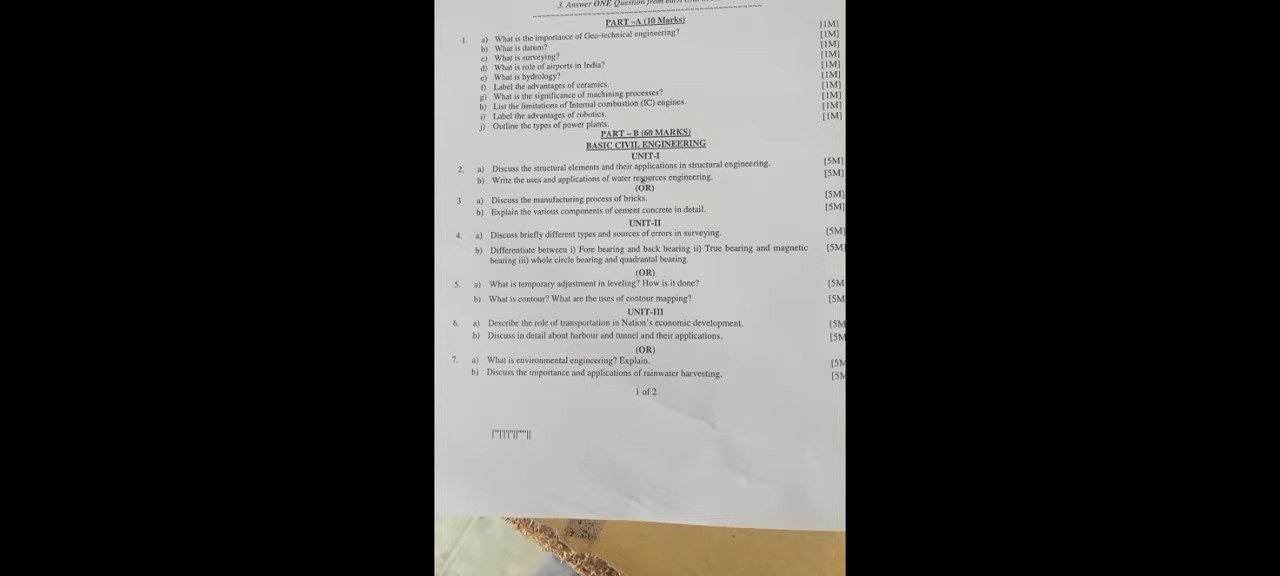 3. Answer ONE Question from each
PART –A (10 Marks)
1. a) What is the importance of Geo-technical engineering? [1M]
b) What is datum? [1M]
c) What is surveying? [1M]
d) What is role of airports in India? [1M]
e) What is hydrology? [1M]
f) Label the advantages of ceramics. [1M]
g) What is the significance of machining processes? [1M]
h) List the limitations of Internal combustion (IC) engines. [1M]
i) Label the advantages of robotics. [1M]
j) Outline the types of power plants. [1M]
PART – B (60 MARKS)
BASIC CIVIL ENGINEERING
UNIT-I
2. a) Discuss the structural elements and their applications in structural engineering. [5M]
b) Write the uses and applications of water resources engineering. [5M]
(OR)
3 a) Discuss the manufacturing process of bricks. [5M]
b) Explain the various components of cement concrete in detail. [5M]
UNIT-II
4. a) Discuss briefly different types and sources of errors in surveying. [5M]
b) Differentiate between i) Fore bearing and back bearing ii) True bearing and magnetic [5M]
bearing iii) whole circle bearing and quadrantal bearing.
(OR)
5. a) What is temporary adjustment in leveling? How is it done? [5M
b) What is contour? What are the uses of contour mapping? [5M
UNIT-III
6. a) Describe the role of transportation in Nation's economic development. [5M
b) Discuss in detail about harbour and tunnel and their applications. [5M
(OR)
7. a) What is environmental engineering? Explain. [5M
b) Discuss the importance and applications of rainwater harvesting. [5M
1 of 2